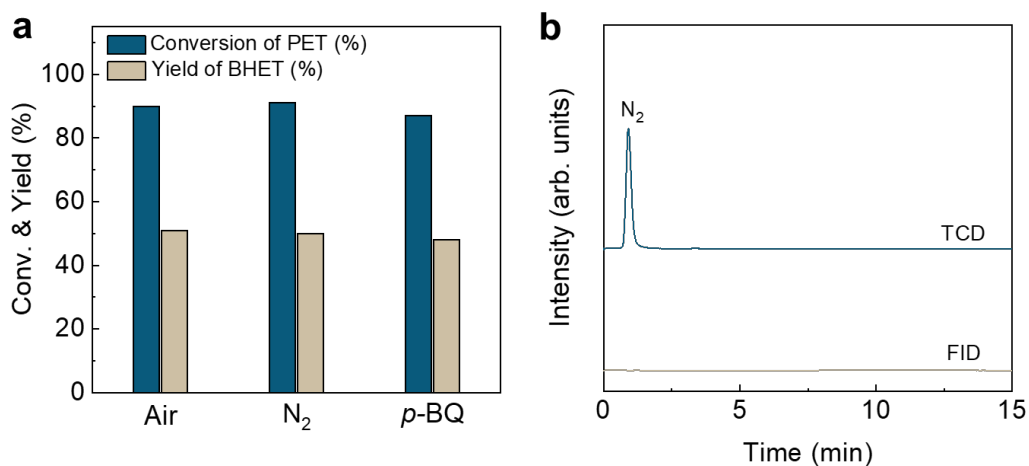 a
Conversion of PET (%)
Yield of BHET (%)
Conv. & Yield (%)
100
80
60
40
20
0
Air
N₂
p-BQ
b
Intensity (arb. units)
N₂
TCD
FID
0
5
10
15
Time (min)